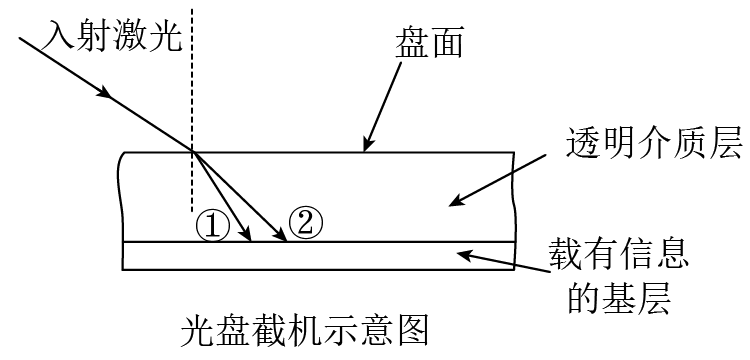 入射激光
盘面
透明介质层
①
②
载有信息
的基层
光盘截机示意图